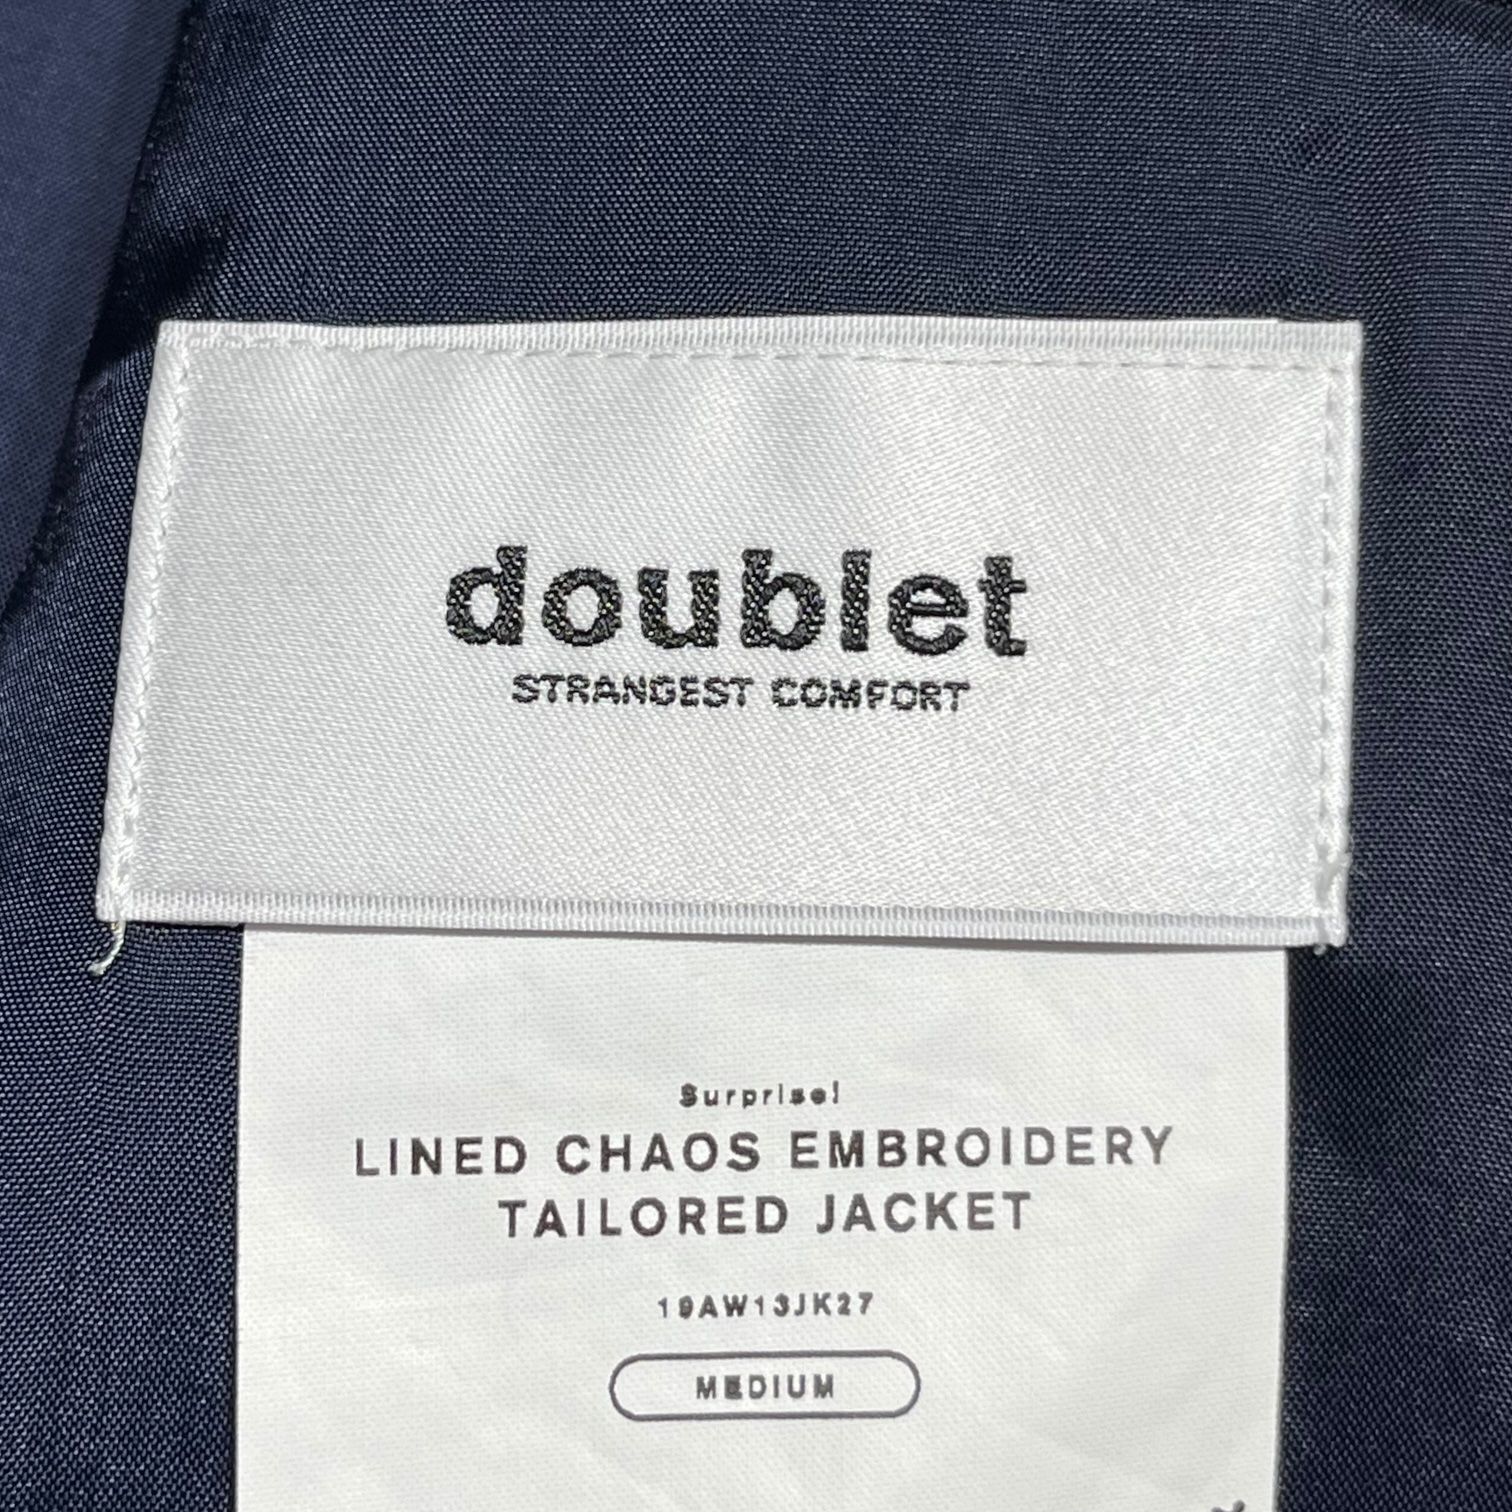 doublet
STRANGEST COMFORT
Surprise!
LINED CHAOS EMBROIDERY
TAILORED JACKET
19AW13JK27
MEDIUM